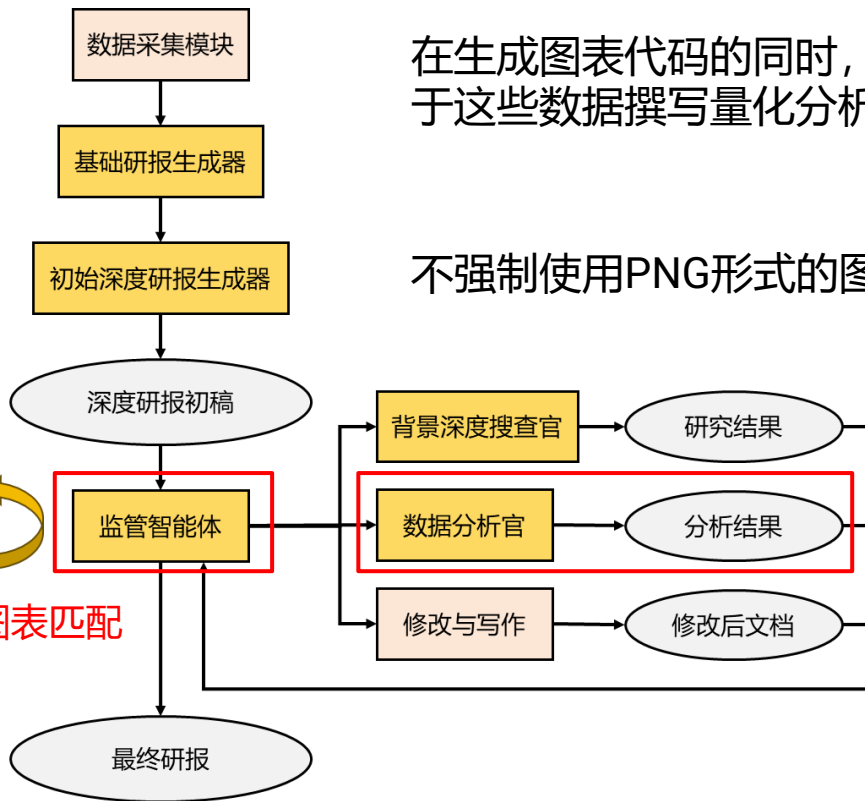 数据采集模块
在生成图表代码的同时，
于这些数据撰写量化分析
基础研报生成器
初始深度研报生成器
不强制使用PNG形式的图
深度研报初稿
背景深度搜查官
研究结果
监管智能体
数据分析官
分析结果
图表匹配
修改与写作
修改后文档
最终研报